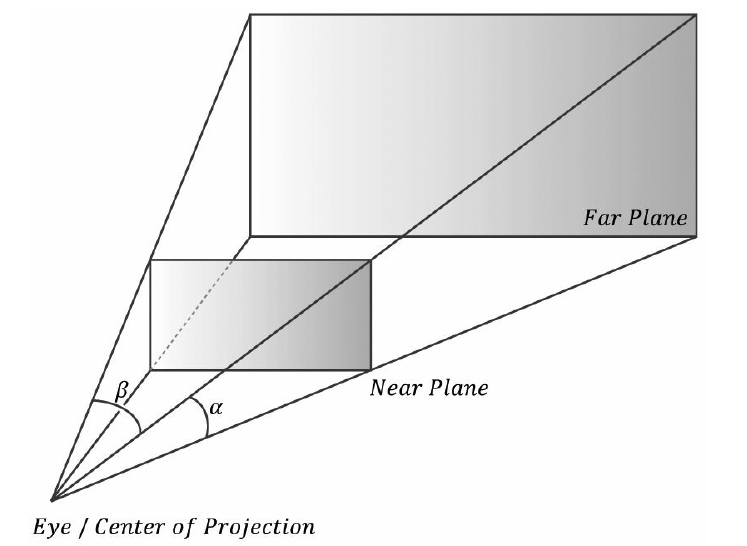 Far Plane
Near Plane
β
α
Eye / Center of Projection